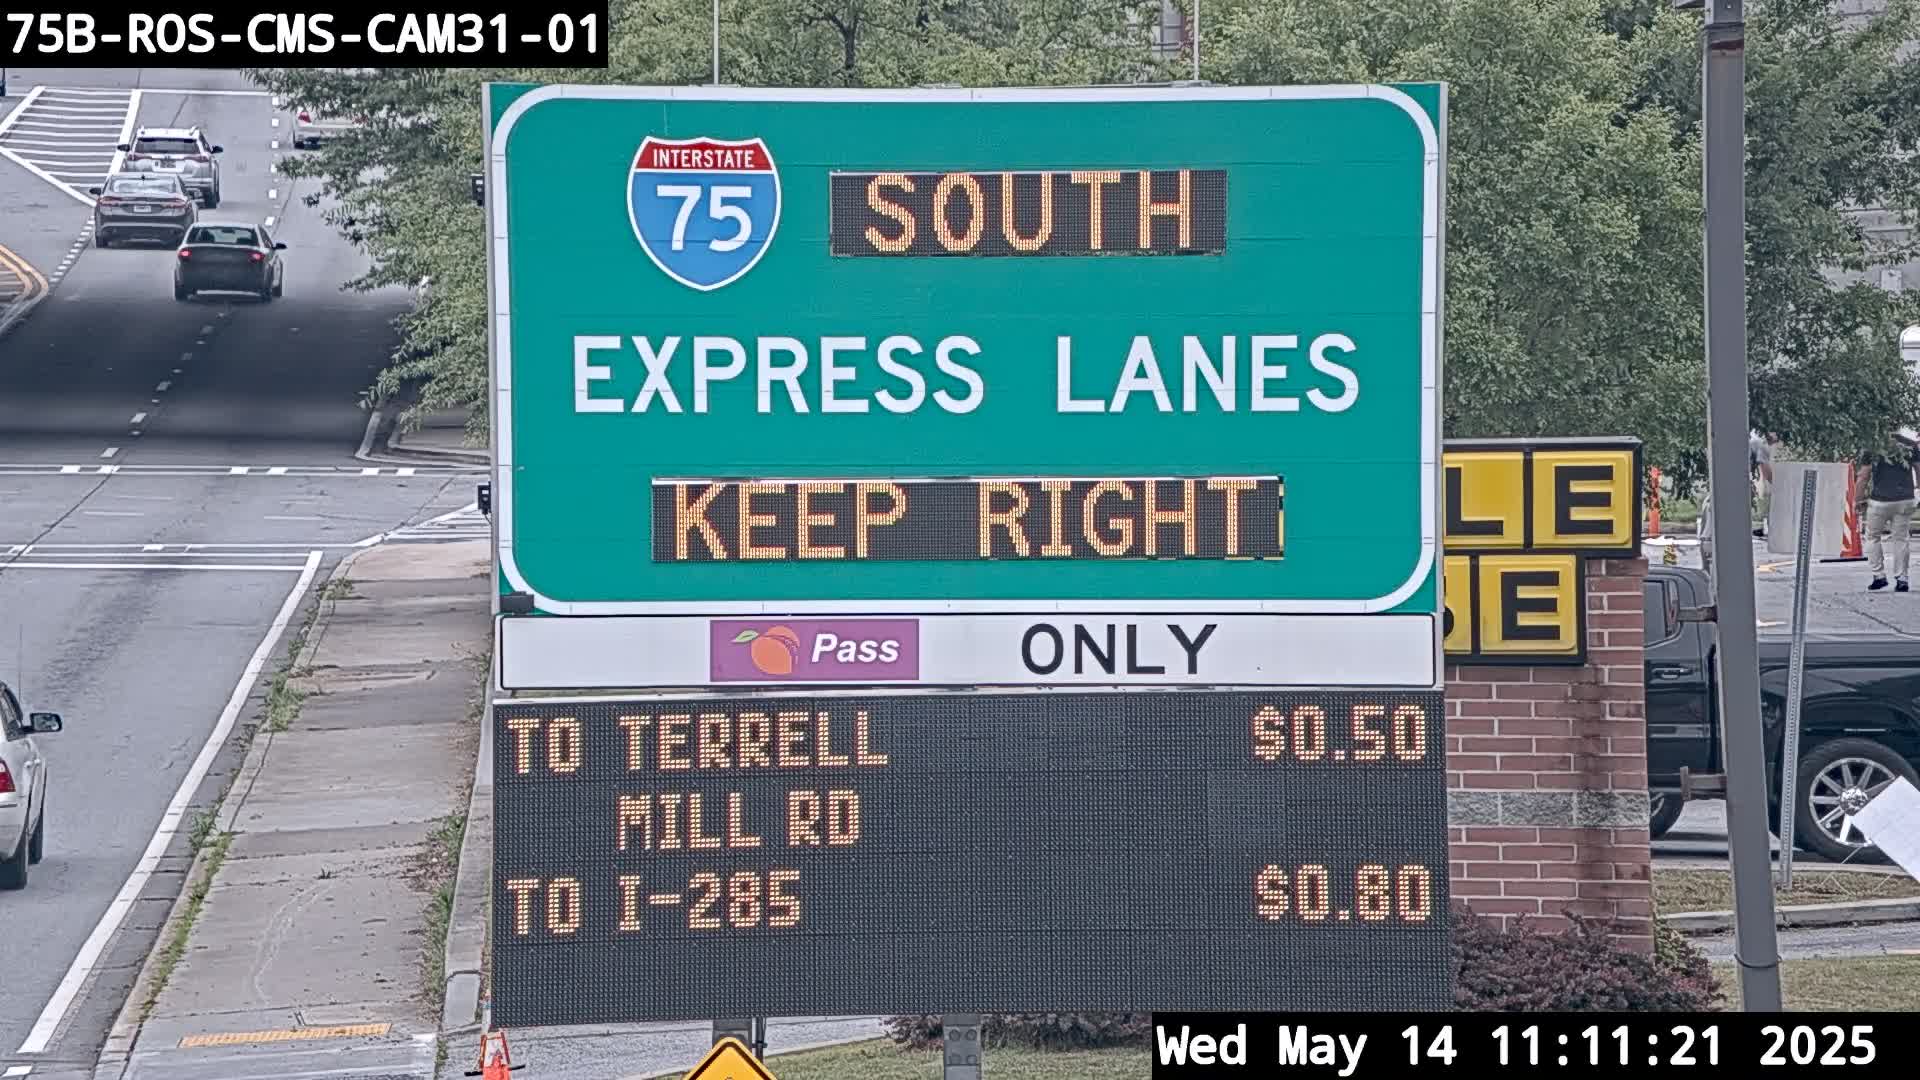 75B-ROS-CMS-CAM31-01
INTERSTATE
75
SOUTH
EXPRESS LANES
KEEP RIGHT
Pass ONLY
LE
E
TO TERRELL $0.50
MILL RD
TO I-285 $0.80
Wed May 14 11:11:21 2025